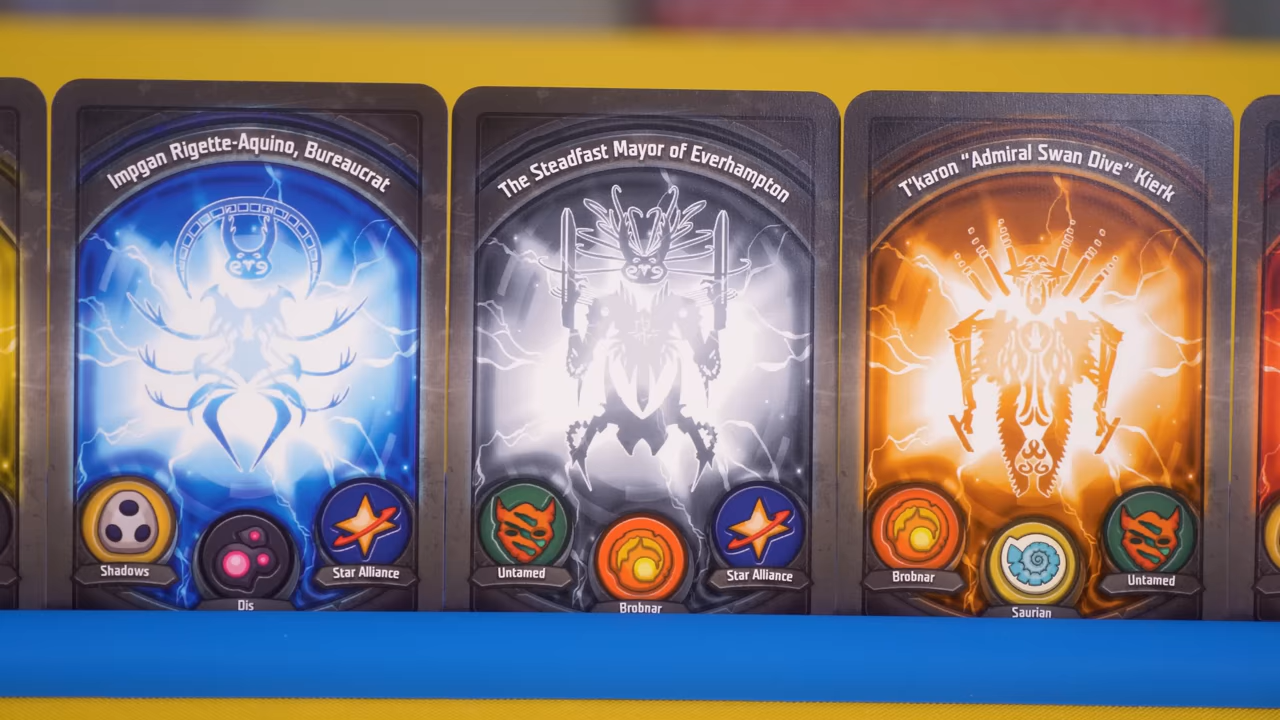 Impgan Rigette-Aquino, Bureaucrat
Shadows
Dis
Star Alliance
The Steadfast Mayor of Everhampton
Untamed
Brobnar
Star Alliance
T'karon "Admiral Swan Dive" Kierk
Brobnar
Saurian
Untamed